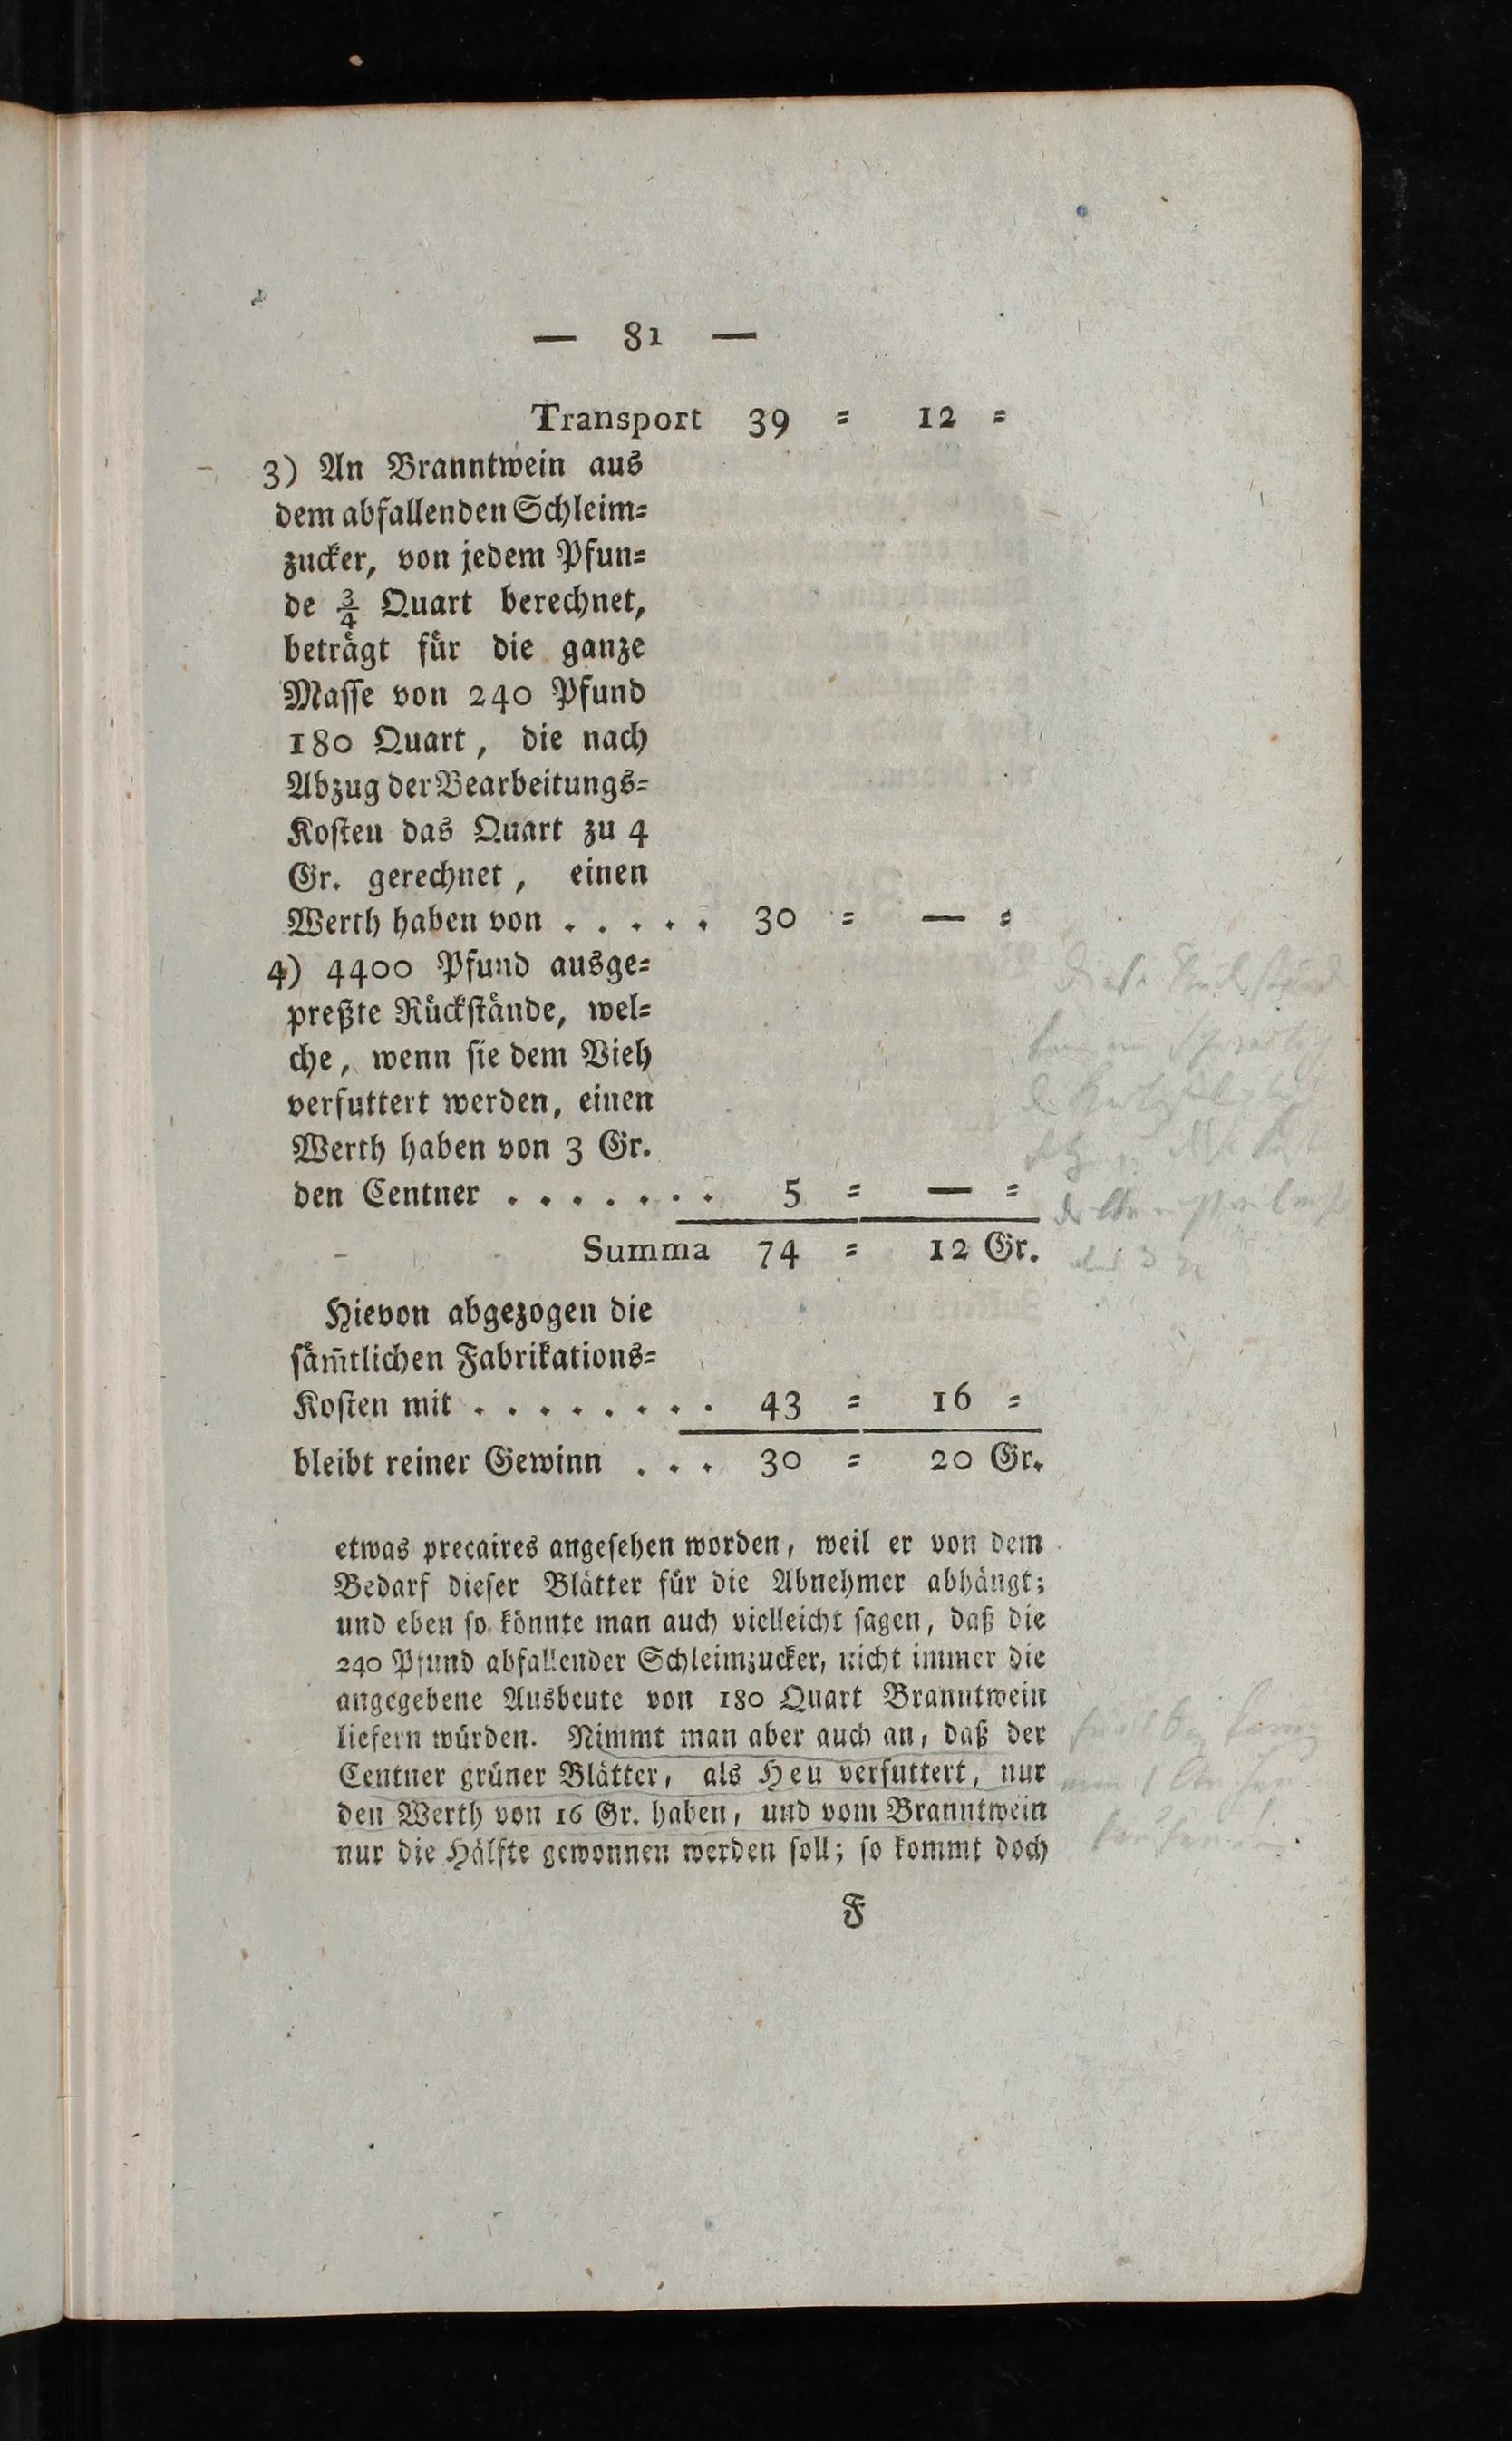 — 81 —
Transport 39 = 12 =
3) An Branntwein aus
dem abfallenden Schleim=
zucker, von jedem Pfun=
de 3/4 Quart berechnet,
beträgt für die ganze
Masse von 240 Pfund
180 Quart, die nach
Abzug der Bearbeitungs=
Kosten das Quart zu 4
Gr. gerechnet, einen
Werth haben von . . . . . 30 = — =
4) 4400 Pfund ausge=
preßte Rückstände, wel=
che, wenn sie dem Vieh
verfuttert werden, einen
Werth haben von 3 Gr.
den Centner . . . . . . . 5 = — =
Summa 74 = 12 Gr.
Hievon abgezogen die
säm̄tlichen Fabrikations=
Kosten mit . . . . . . . . 43 = 16 =
bleibt reiner Gewinn . . . 30 = 20 Gr.
etwas precaires angesehen worden, weil er von dem
Bedarf dieser Blätter für die Abnehmer abhängt;
und eben so könnte man auch vielleicht sagen, daß die
240 Pfund abfallender Schleimzucker, nicht immer die
angegebene Ausbeute von 180 Quart Branntwein
liefern würden. Nimmt man aber auch an, daß der
Centner grüner Blätter, als Heu verfuttert, nur
den Werth von 16 Gr. haben, und vom Branntwein
nur die Hälfte gewonnen werden soll; so kommt doch
F